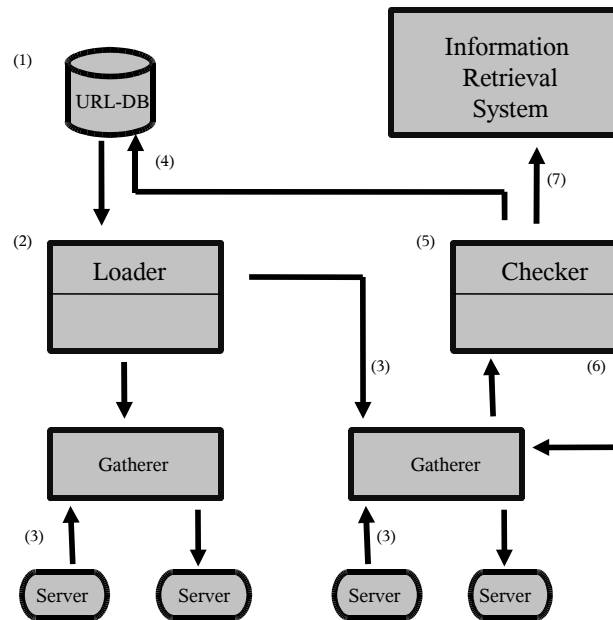 (1)
URL-DB
Information
Retrieval
System
(4)
(7)
(2)
Loader
(5)
Checker
(3)
(6)
Gatherer
Gatherer
(3)
(3)
Server
Server
Server
Server